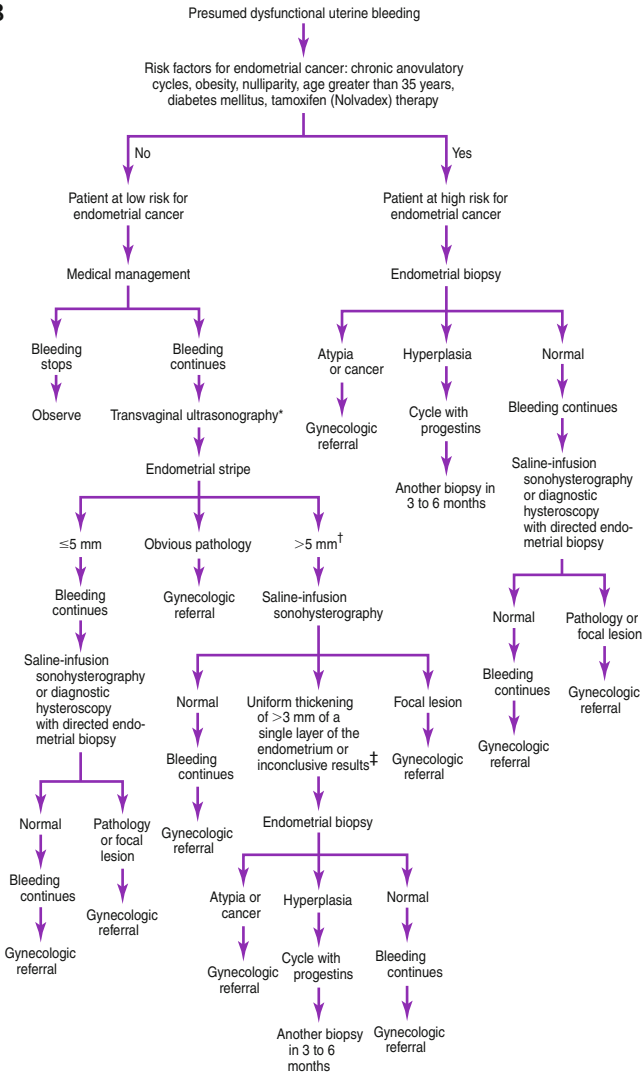 B
Presumed dysfunctional uterine bleeding
Risk factors for endometrial cancer: chronic anovulatory
cycles, obesity, nulliparity, age greater than 35 years,
diabetes mellitus, tamoxifen (Nolvadex) therapy
No
Yes
Patient at low risk for
endometrial cancer
Patient at high risk for
endometrial cancer
Medical management
Endometrial biopsy
Bleeding
stops
Bleeding
continues
Atypia
or cancer
Hyperplasia
Normal
Observe
Transvaginal ultrasonography*
Gynecologic
referral
Cycle with
progestins
Bleeding continues
Endometrial stripe
Another biopsy in
3 to 6 months
Saline-infusion
sonohysterography
or diagnostic
hysteroscopy
with directed endo-
metrial biopsy
≤5 mm
Obvious pathology
>5 mm†
Bleeding
continues
Gynecologic
referral
Saline-infusion
sonohysterography
Normal
Pathology or
focal lesion
Saline-infusion
sonohysterography
or diagnostic
hysteroscopy
with directed endo-
metrial biopsy
Normal
Uniform thickening
of >3 mm of a
single layer of the
endometrium or
inconclusive results‡
Focal lesion
Bleeding
continues
Gynecologic
referral
Bleeding
continues
Gynecologic
referral
Gynecologic
referral
Normal
Pathology
or focal
lesion
Gynecologic
referral
Endometrial biopsy
Bleeding
continues
Gynecologic
referral
Atypia or
cancer
Hyperplasia
Normal
Gynecologic
referral
Gynecologic
referral
Cycle with
progestins
Bleeding
continues
Another biopsy
in 3 to 6
months
Gynecologic
referral